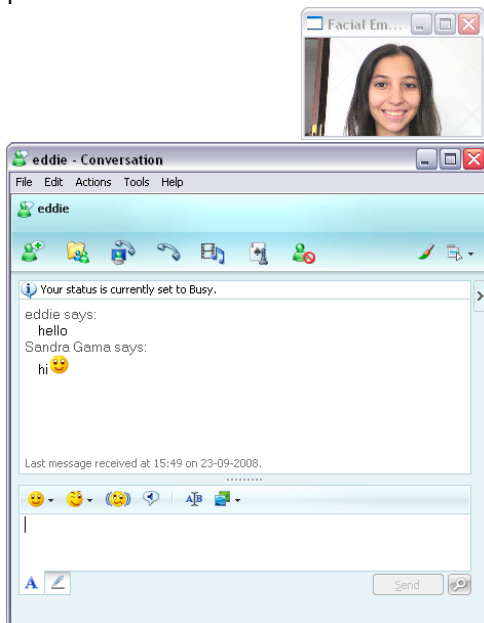 Facial Em...
eddie - Conversation
File Edit Actions Tools Help
eddie
Your status is currently set to Busy.
eddie says:
hello
Sandra Gama says:
hi
Last message received at 15:49 on 23-09-2008.
A|B
A
Send